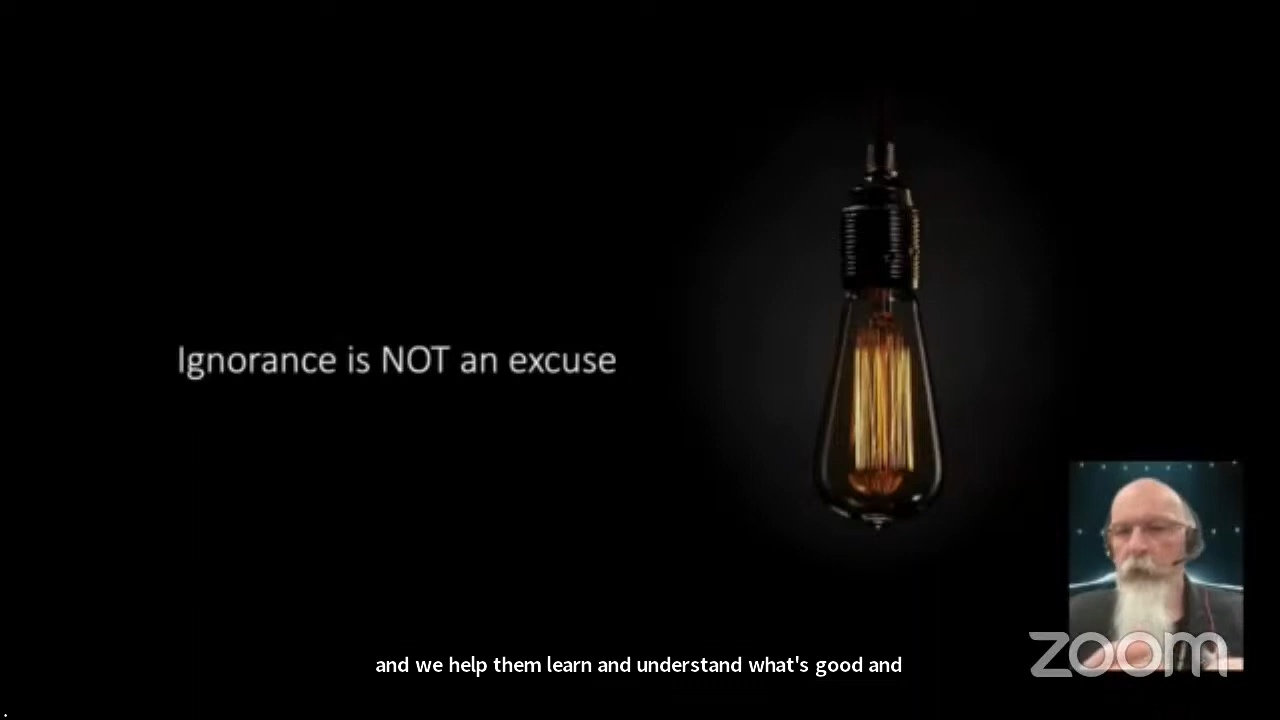 Ignorance is NOT an excuse
and we help them learn and understand what's good and
zoom